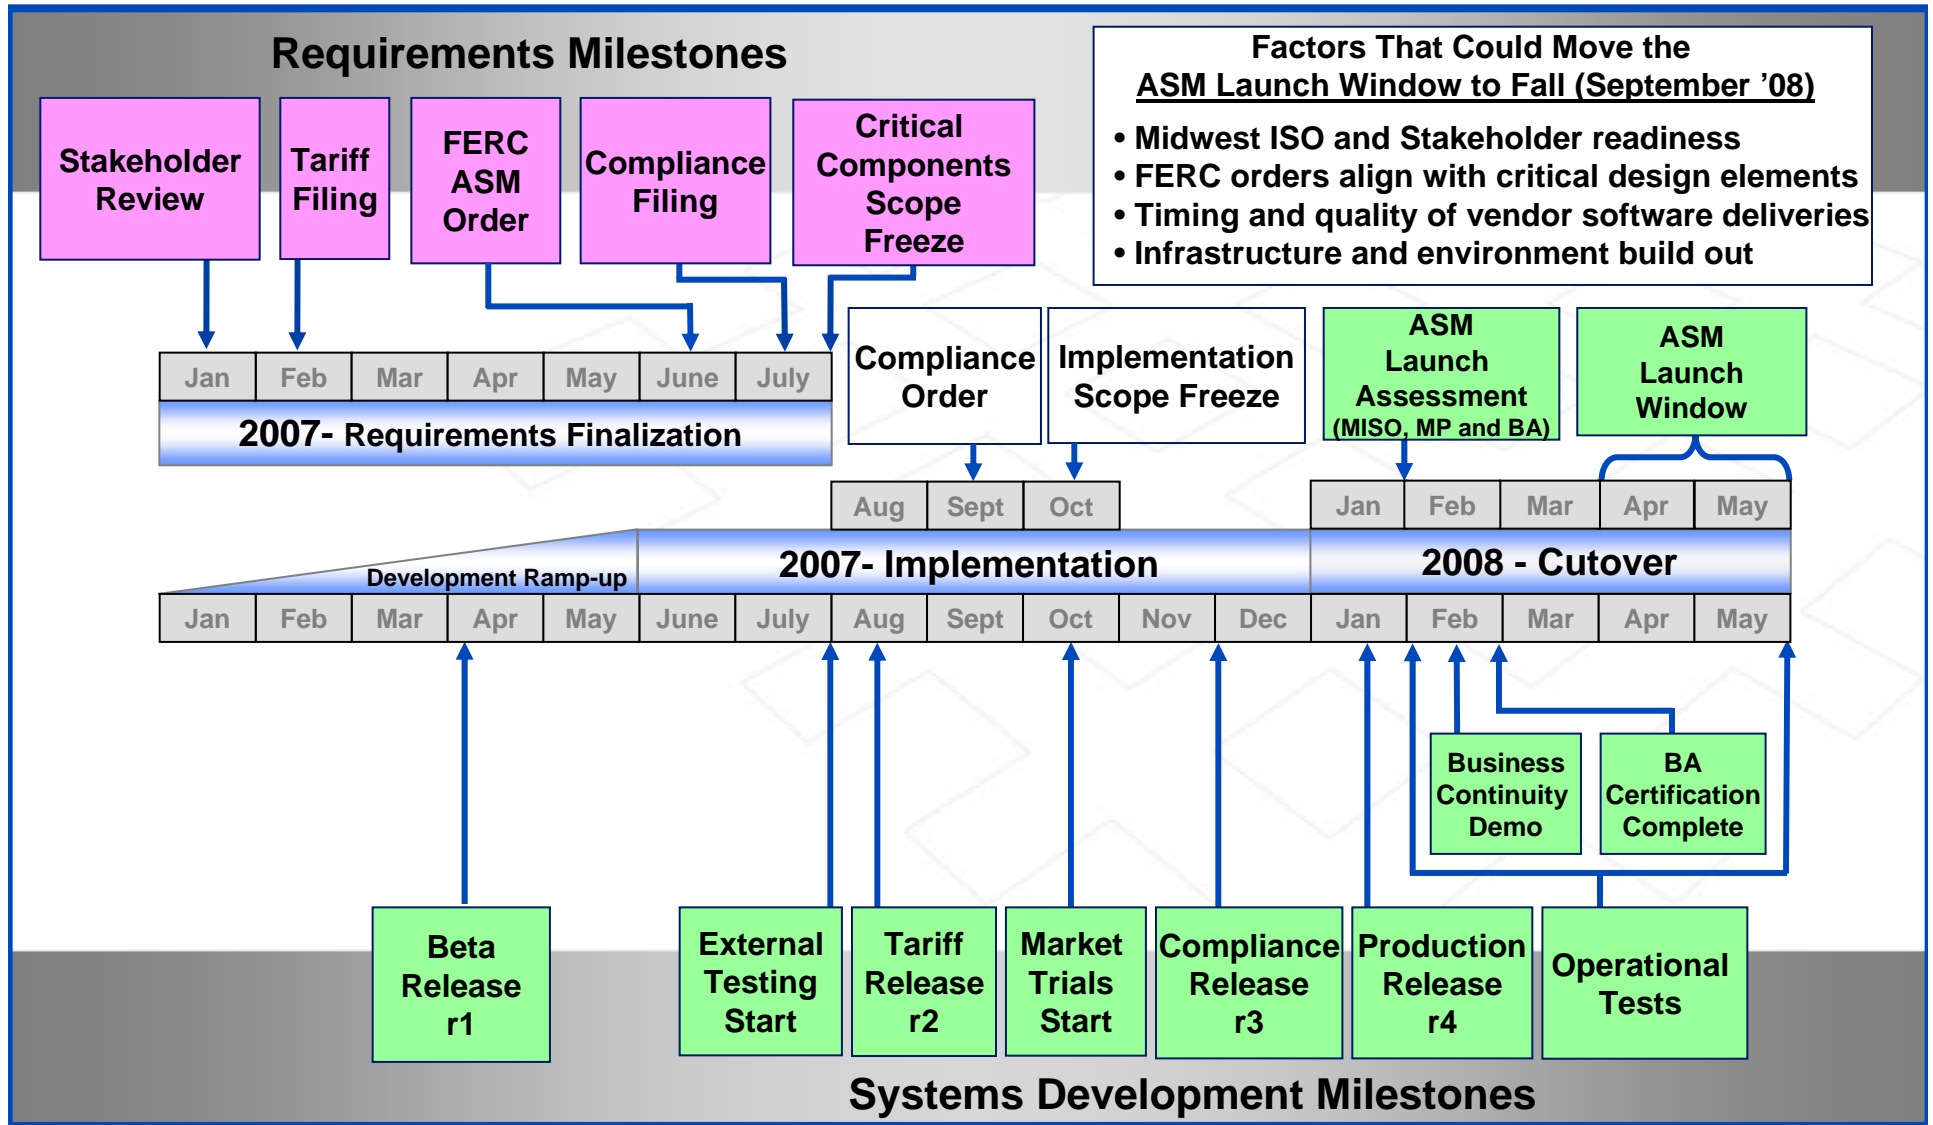 Requirements Milestones
Factors That Could Move the
ASM Launch Window to Fall (September ’08)
• Midwest ISO and Stakeholder readiness
• FERC orders align with critical design elements
• Timing and quality of vendor software deliveries
• Infrastructure and environment build out
Stakeholder
Review
Tariff
Filing
FERC
ASM
Order
Compliance
Filing
Critical
Components
Scope
Freeze
Compliance
Order
Implementation
Scope Freeze
ASM
Launch
Assessment
(MISO, MP and BA)
ASM
Launch
Window
Jan Feb Mar Apr May June July
2007- Requirements Finalization
Aug Sept Oct
Jan Feb Mar Apr May
Development Ramp-up
2007- Implementation
2008 - Cutover
Jan Feb Mar Apr May June July Aug Sept Oct Nov Dec Jan Feb Mar Apr May
Business
Continuity
Demo
BA
Certification
Complete
Beta
Release
r1
External
Testing
Start
Tariff
Release
r2
Market
Trials
Start
Compliance
Release
r3
Production
Release
r4
Operational
Tests
Systems Development Milestones